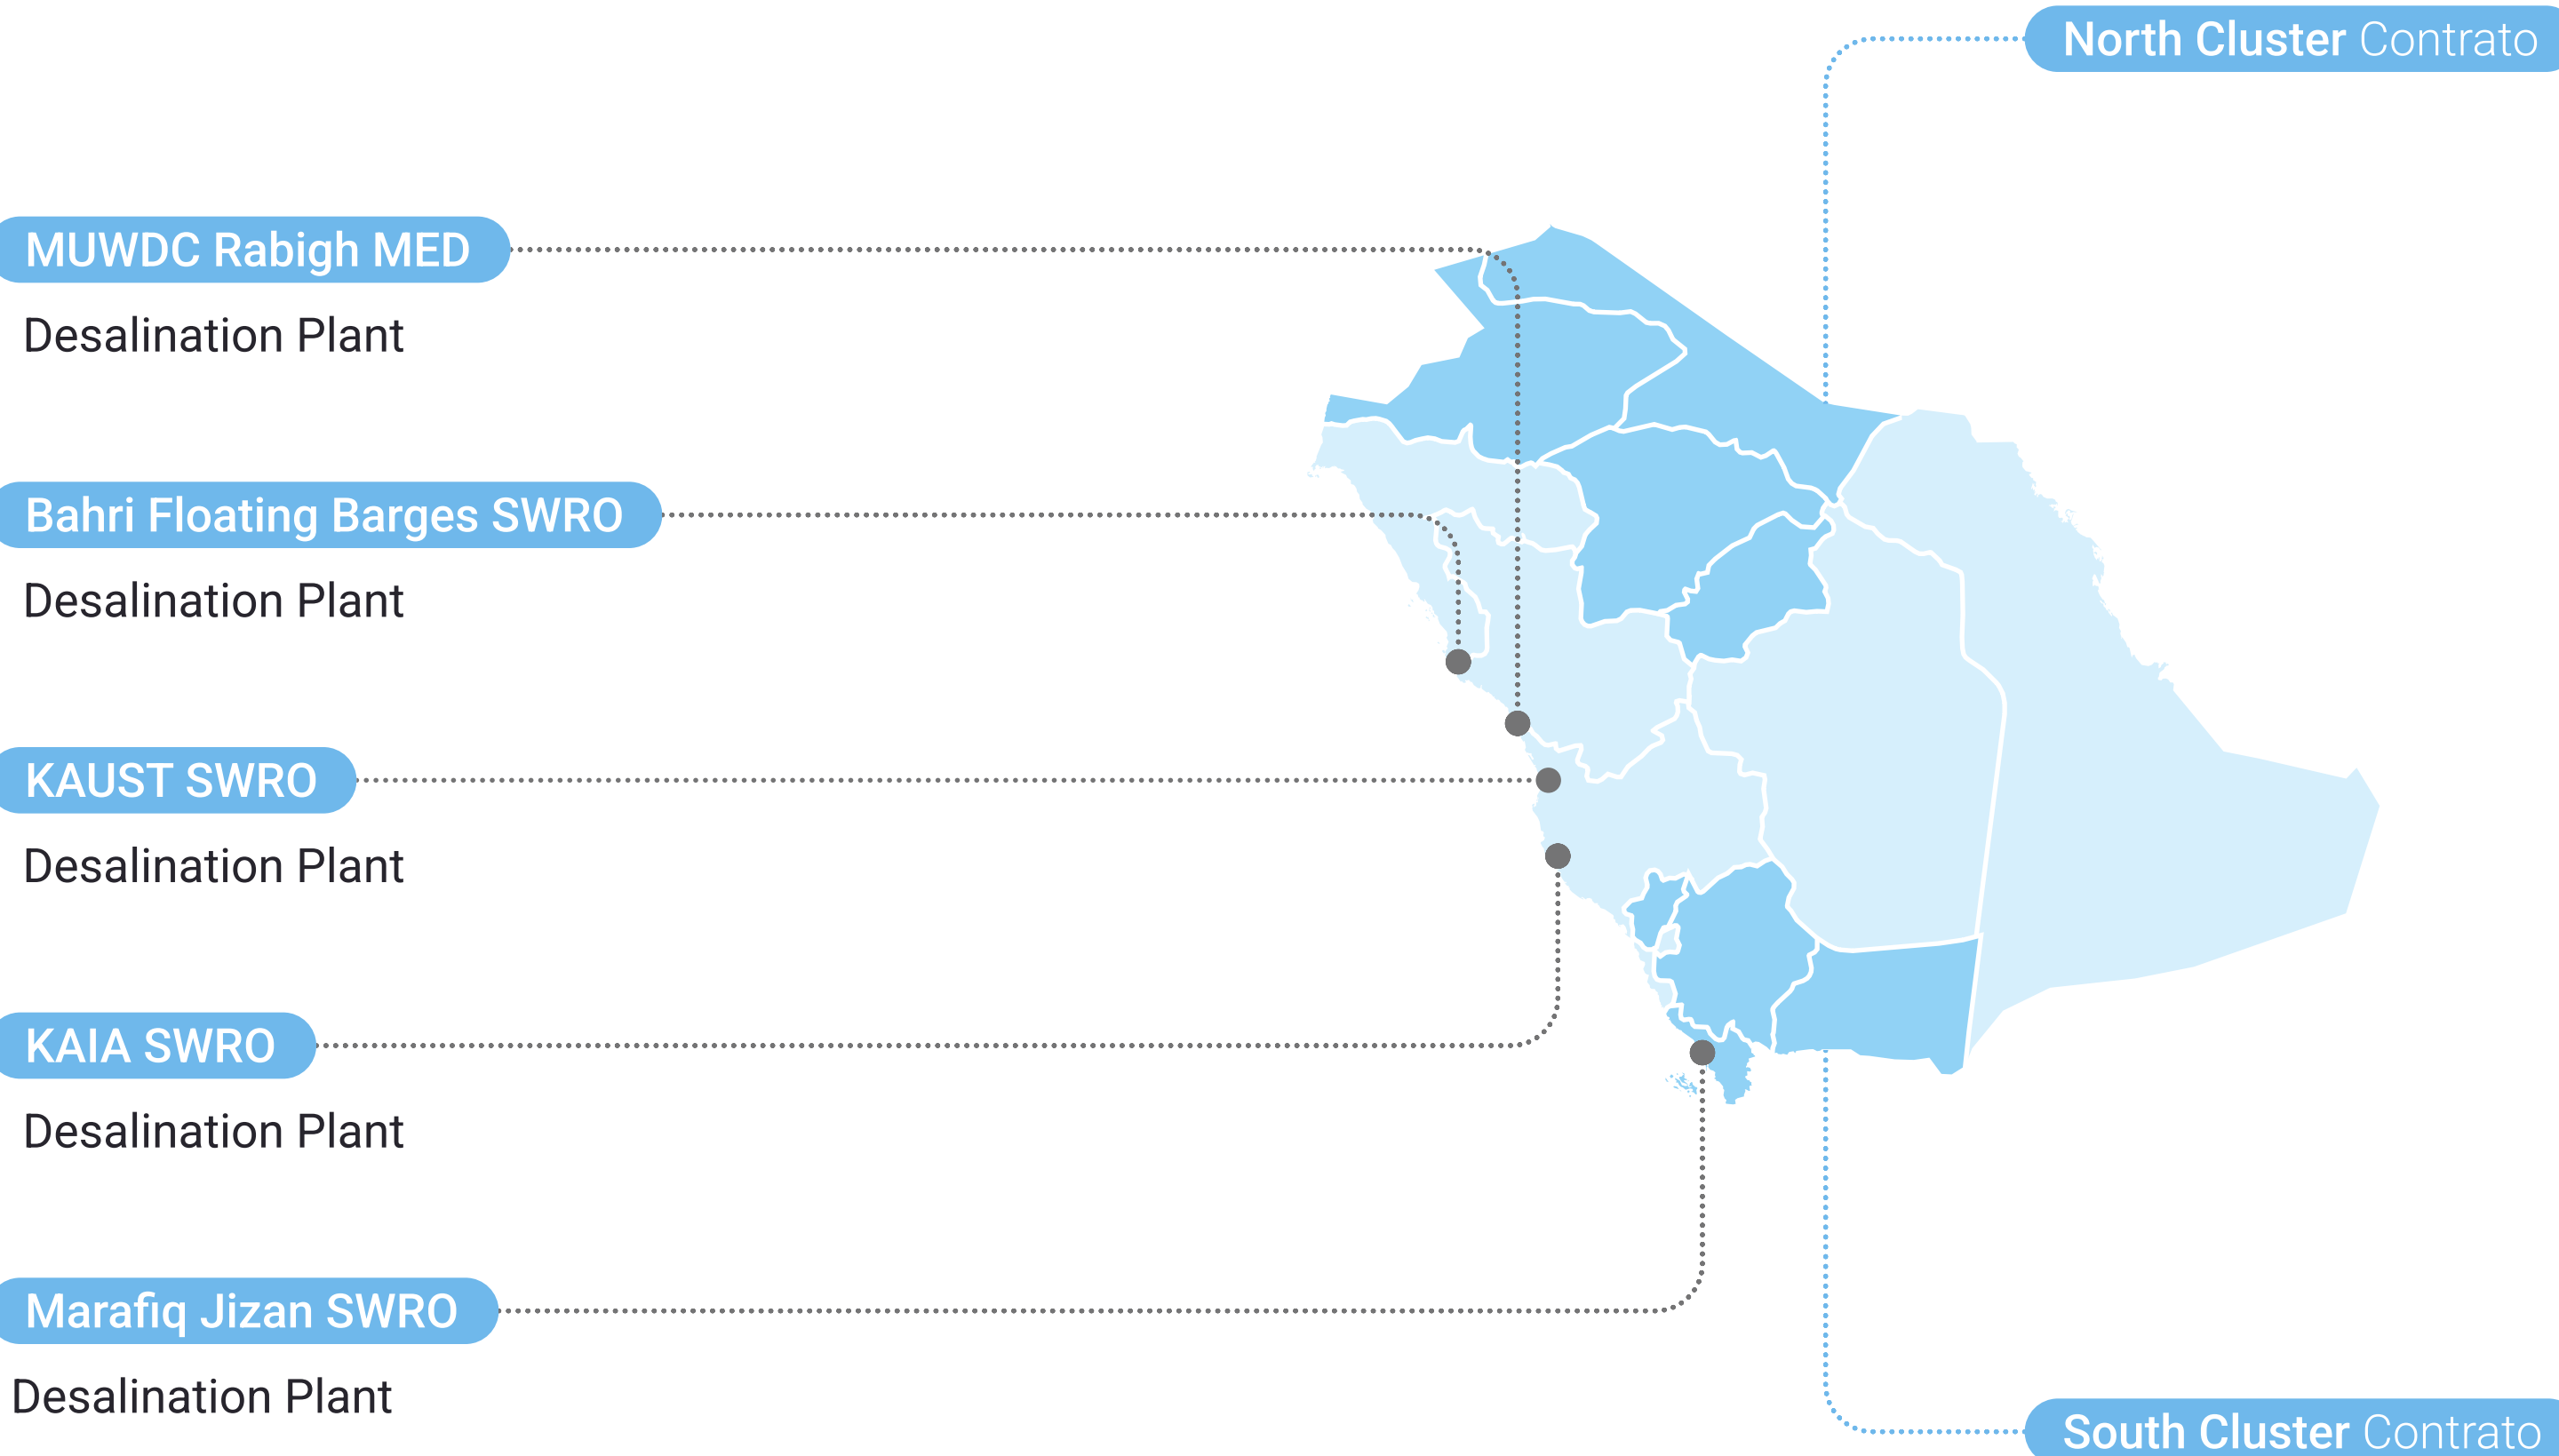 North Cluster Contrato
MUWDC Rabigh MED
Desalination Plant
Bahri Floating Barges SWRO
Desalination Plant
KAUST SWRO
Desalination Plant
KAIA SWRO
Desalination Plant
Marafiq Jizan SWRO
Desalination Plant
South Cluster Contrato